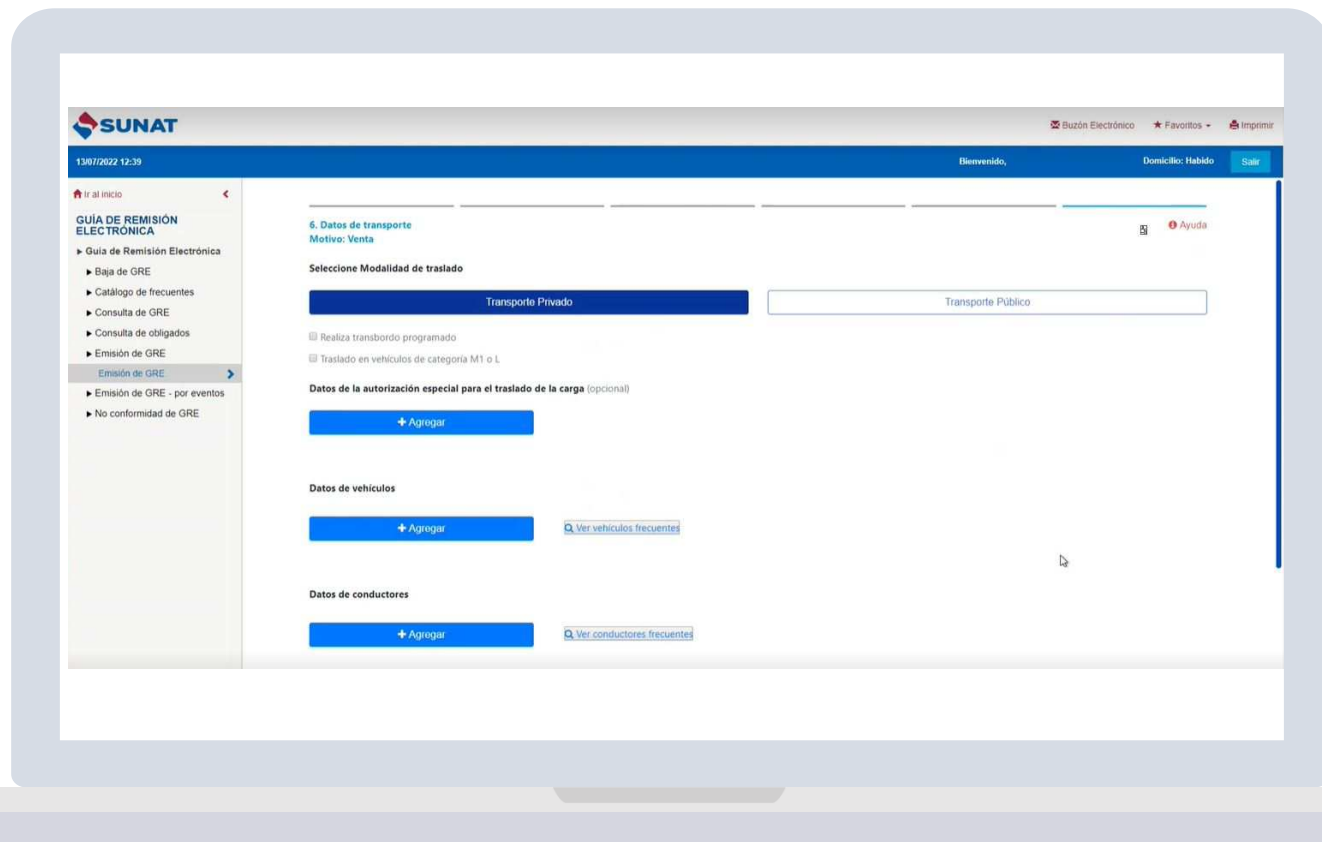 SUNAT
Buzón Electrónico Favoritos Imprimir
13/07/2022 12:39 Bienvenido, Domicilio: Habido Salir
Ir al inicio
GUÍA DE REMISIÓN
ELECTRÓNICA
Guia de Remisión Electrónica
Baja de GRE
Catálogo de frecuentes
Consulta de GRE
Consulta de obligados
Emisión de GRE
Emisión de GRE
Emisión de GRE - por eventos
No conformidad de GRE
6. Datos de transporte
Motivo: Venta
Ayuda
Seleccione Modalidad de traslado
Transporte Privado Transporte Público
Realiza transbordo programado
Traslado en vehículos de categoría M1 o L
Datos de la autorización especial para el traslado de la carga (opcional)
+ Agregar
Datos de vehículos
+ Agregar Ver vehículos frecuentes
Datos de conductores
+ Agregar Ver conductores frecuentes